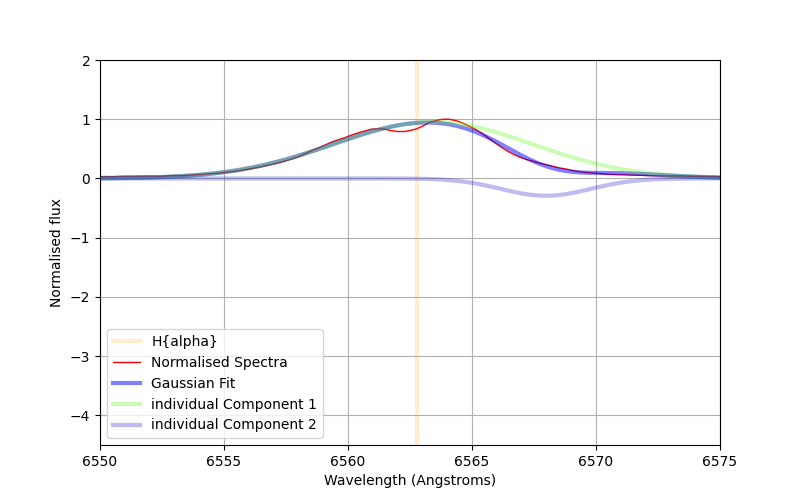 2
1
0
−1
−2
−3
−4
Normalised flux
H{alpha}
Normalised Spectra
Gaussian Fit
individual Component 1
individual Component 2
6550 6555 6560 6565 6570 6575
Wavelength (Angstroms)